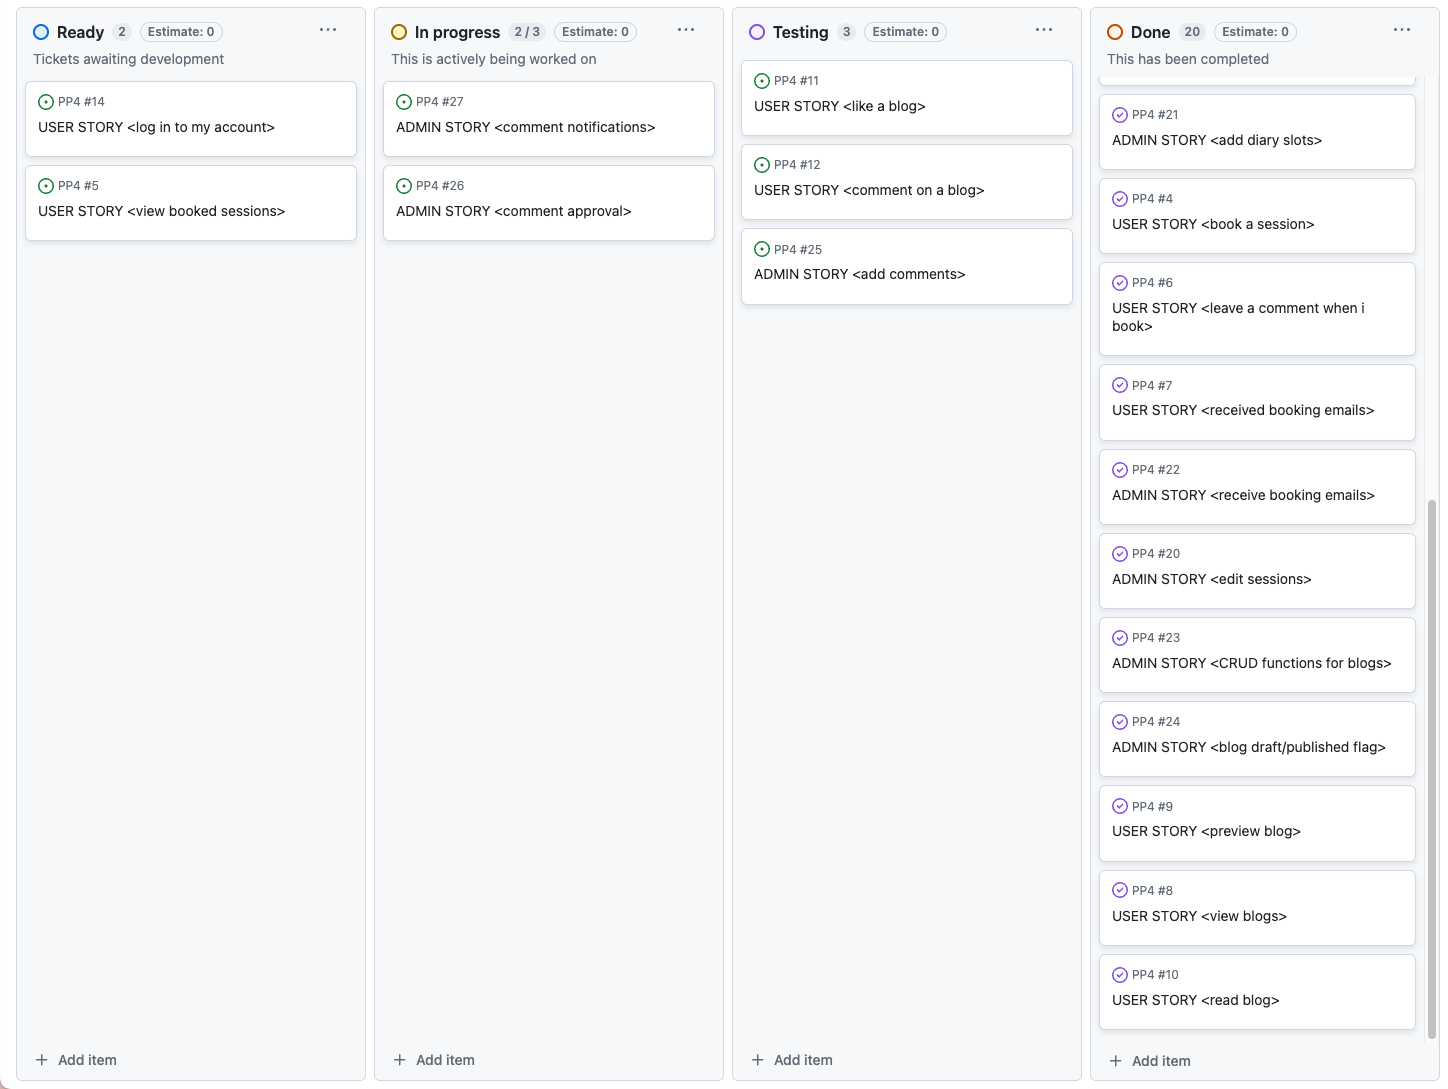 Ready 2 Estimate: 0 ...
Tickets awaiting development
PP4 #14
USER STORY <log in to my account>
PP4 #5
USER STORY <view booked sessions>
+ Add item
In progress 2 / 3 Estimate: 0 ...
This is actively being worked on
PP4 #27
ADMIN STORY <comment notifications>
PP4 #26
ADMIN STORY <comment approval>
+ Add item
Testing 3 Estimate: 0 ...
PP4 #11
USER STORY <like a blog>
PP4 #12
USER STORY <comment on a blog>
PP4 #25
ADMIN STORY <add comments>
+ Add item
Done 20 Estimate: 0 ...
This has been completed
PP4 #21
ADMIN STORY <add diary slots>
PP4 #4
USER STORY <book a session>
PP4 #6
USER STORY <leave a comment when i
book>
PP4 #7
USER STORY <received booking emails>
PP4 #22
ADMIN STORY <receive booking emails>
PP4 #20
ADMIN STORY <edit sessions>
PP4 #23
ADMIN STORY <CRUD functions for blogs>
PP4 #24
ADMIN STORY <blog draft/published flag>
PP4 #9
USER STORY <preview blog>
PP4 #8
USER STORY <view blogs>
PP4 #10
USER STORY <read blog>
+ Add item